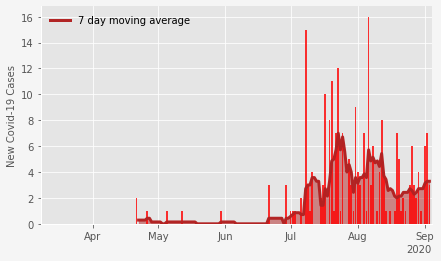 7 day moving average
New Covid-19 Cases
16
14
12
10
8
6
4
2
0
Apr
May
Jun
Jul
Aug
Sep
2020